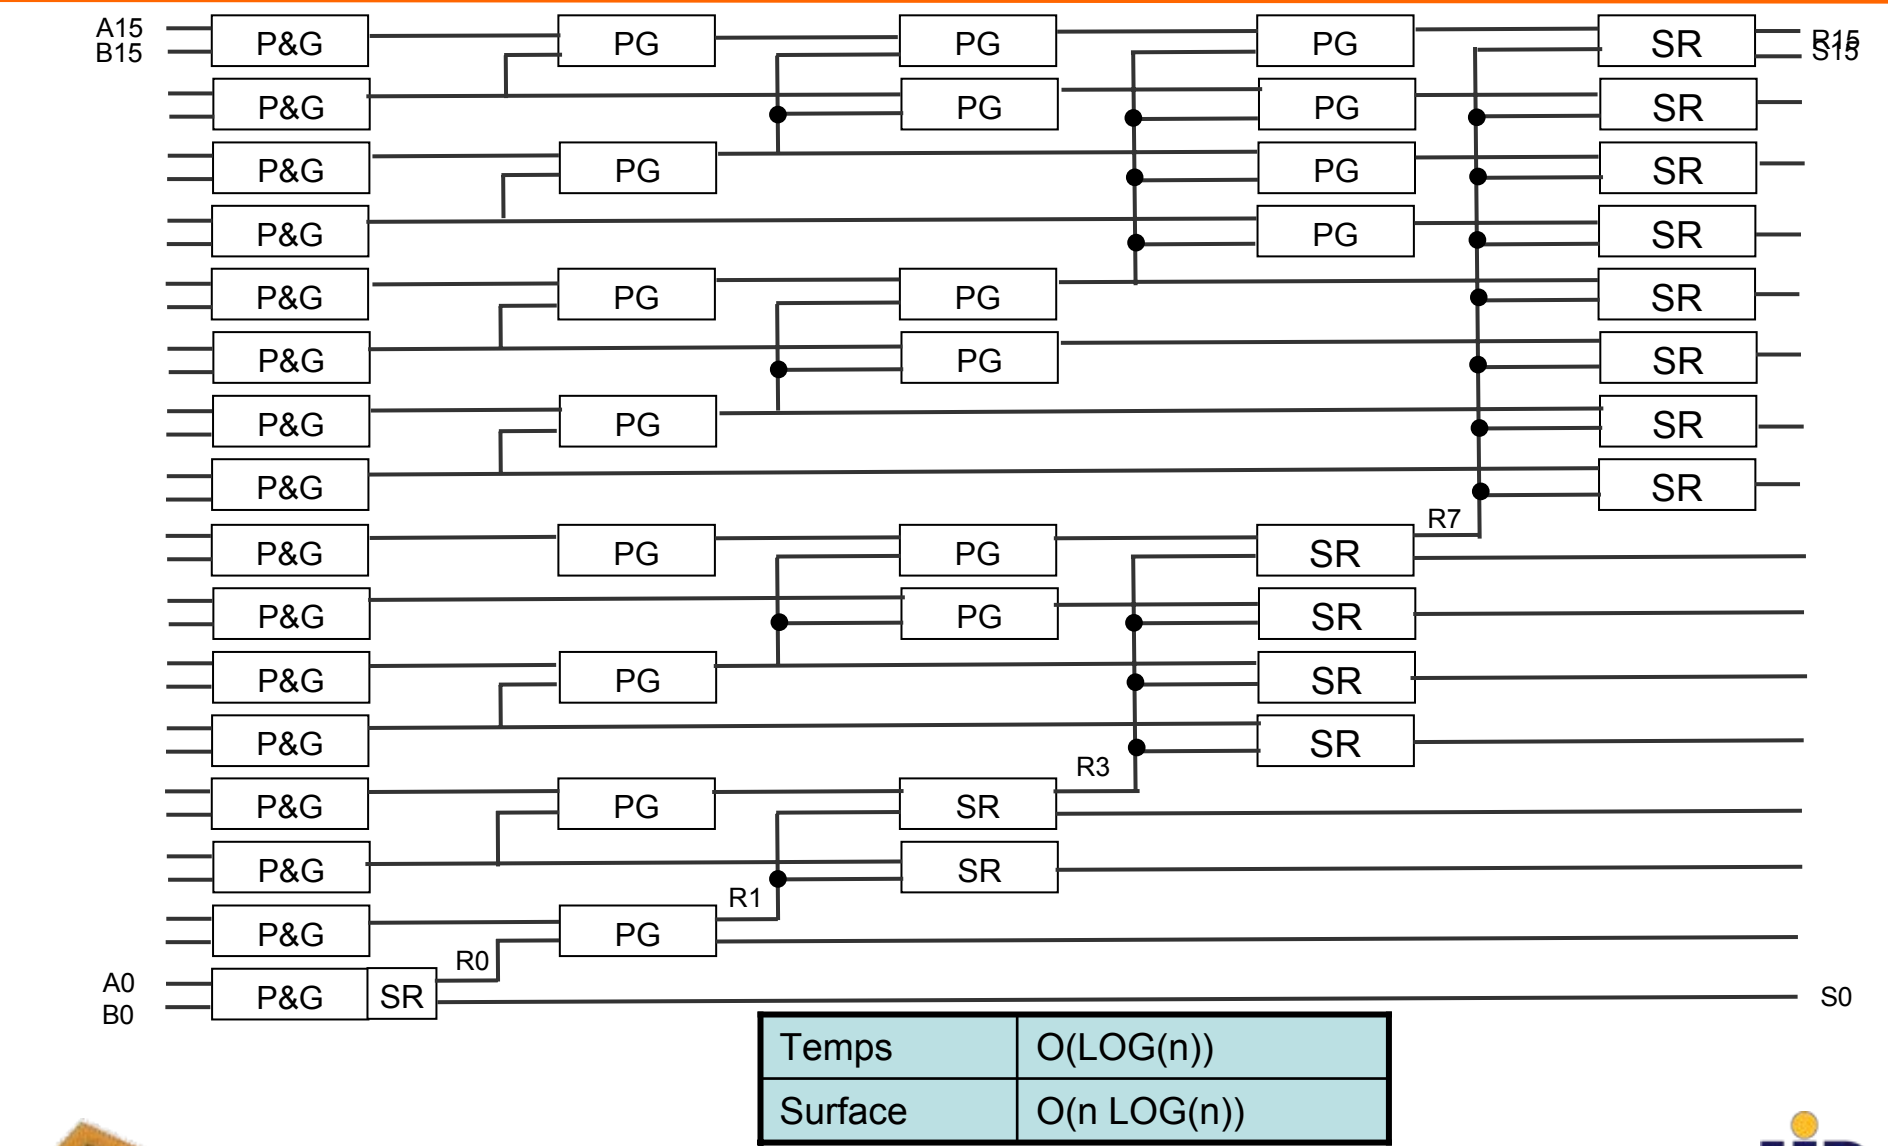 A15 P&G PG PG PG SR R15
B15 S15
P&G PG PG SR
P&G PG PG SR
P&G PG SR
P&G PG PG SR
P&G PG SR
P&G PG SR
P&G SR
R7
P&G PG PG SR
P&G PG SR
P&G PG SR
P&G SR
R3
P&G PG SR
P&G SR
R1
P&G PG
R0
A0 P&G SR S0
B0
Temps O(LOG(n))
Surface O(n LOG(n))